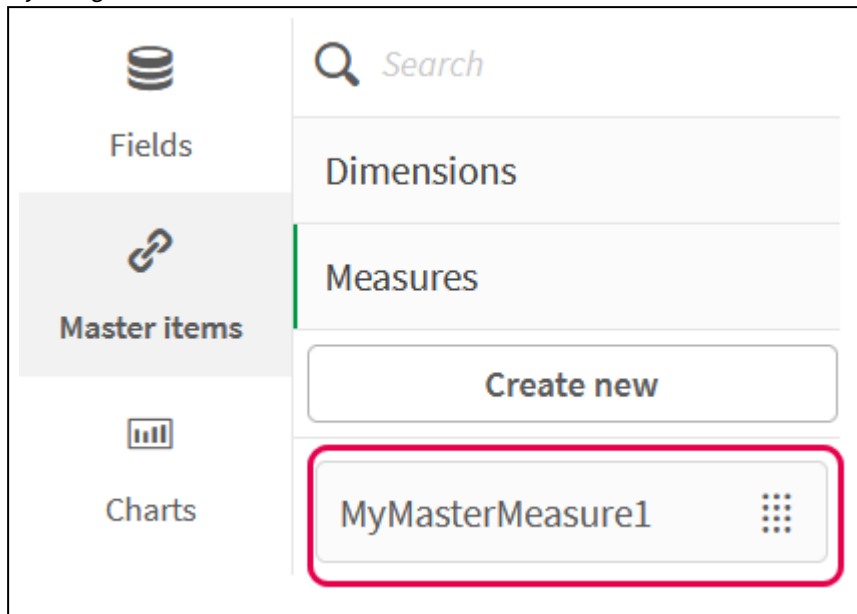 Search
Fields
Dimensions
Measures
Master items
Create new
Charts
MyMasterMeasure1